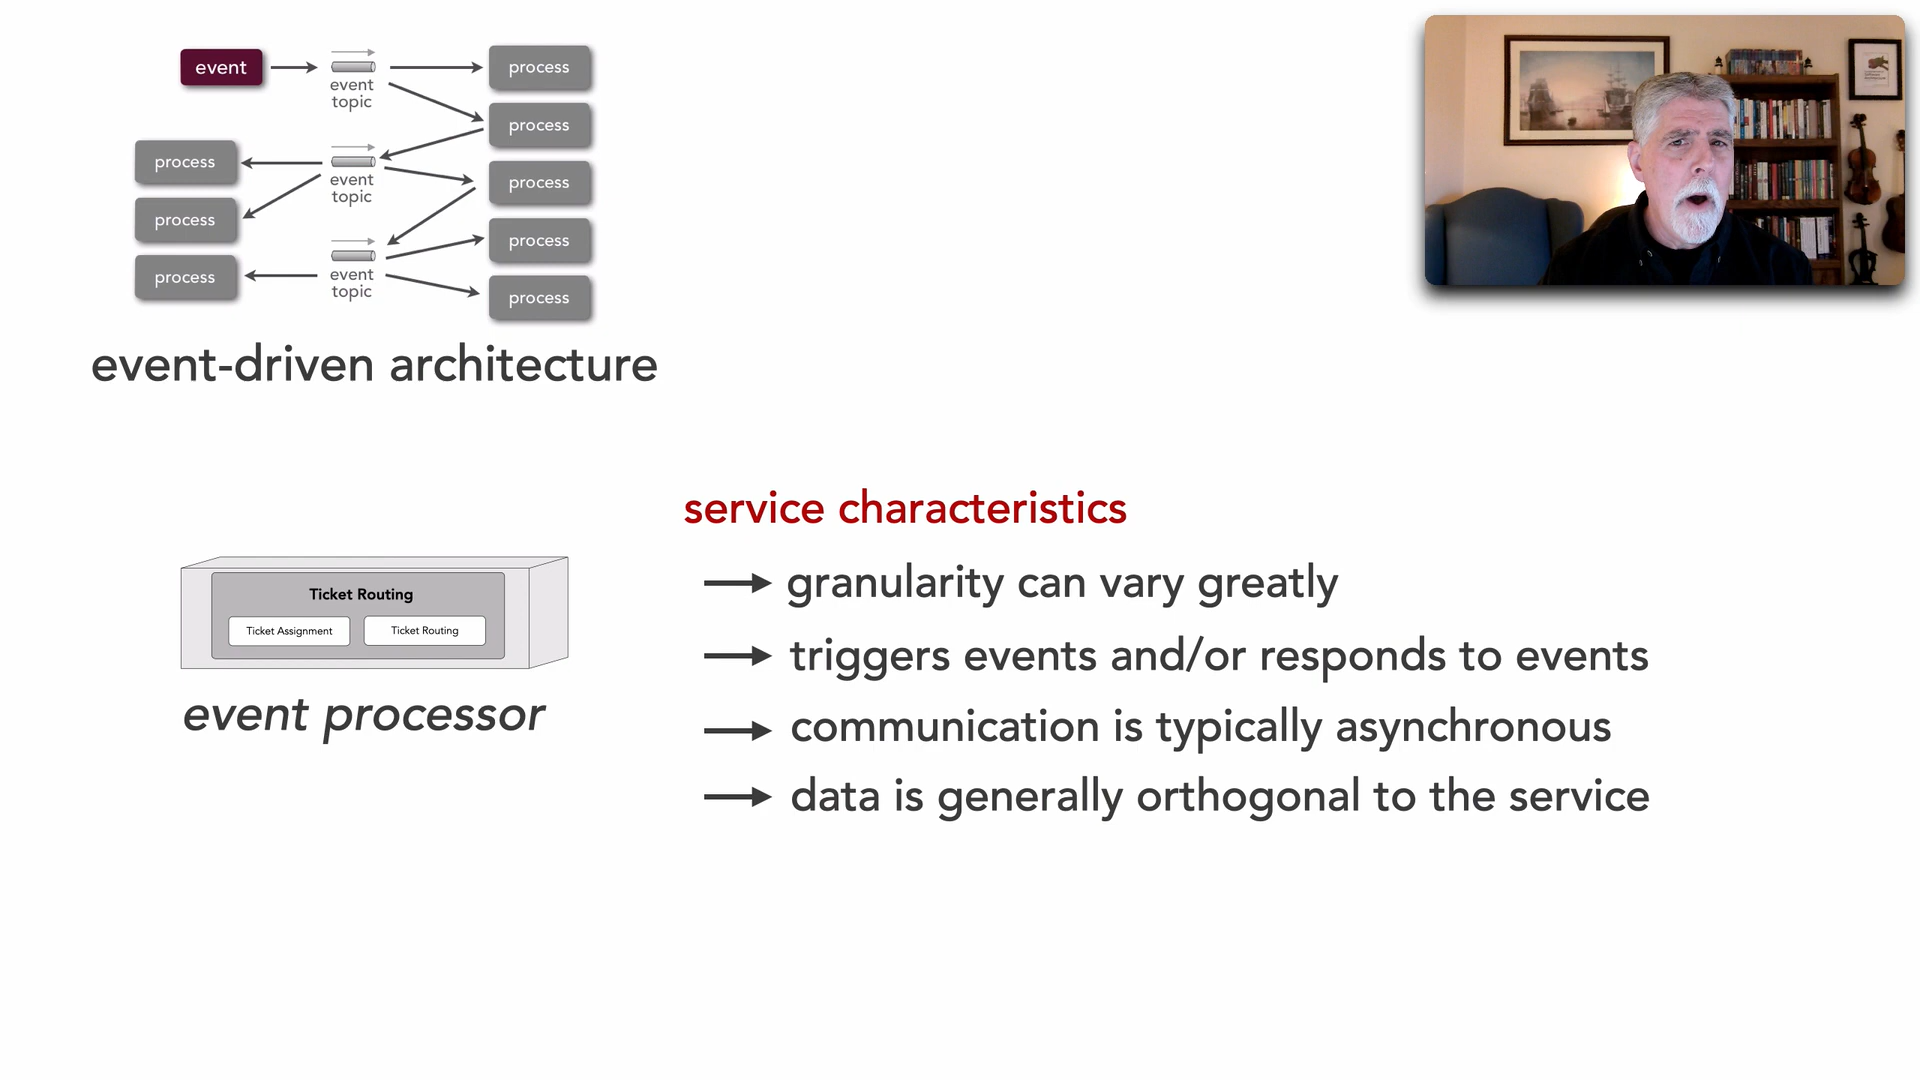 event
event
topic
process
process
process
event
topic
process
process
process
event
topic
process
process
event-driven architecture
service characteristics
granularity can vary greatly
Ticket Routing
Ticket Assignment
Ticket Routing
triggers events and/or responds to events
event processor
communication is typically asynchronous
data is generally orthogonal to the service